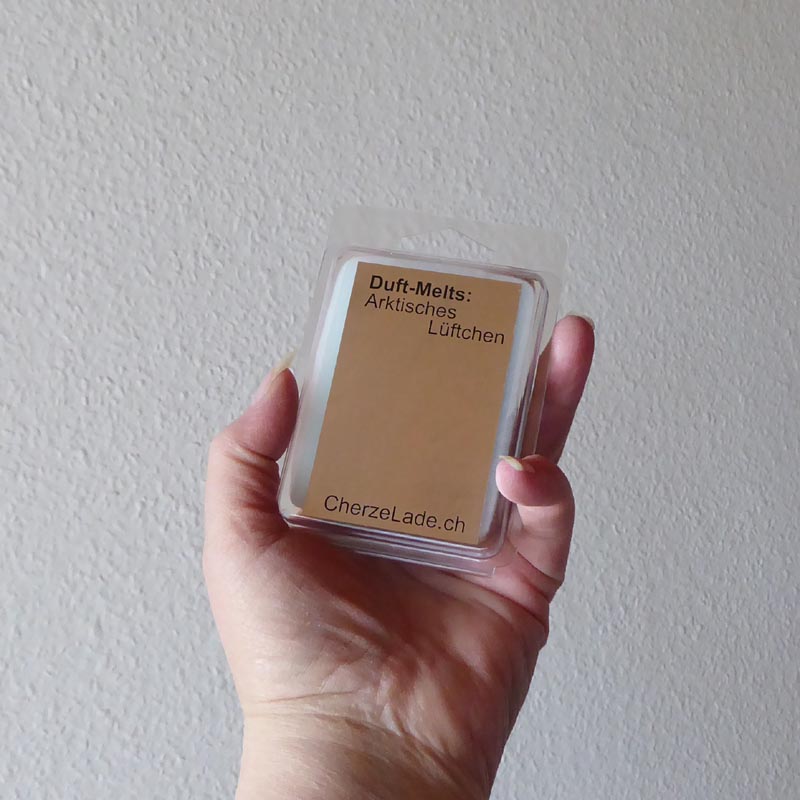 Duft-Melts:
Arktisches
Lüftchen
CherzeLade.ch